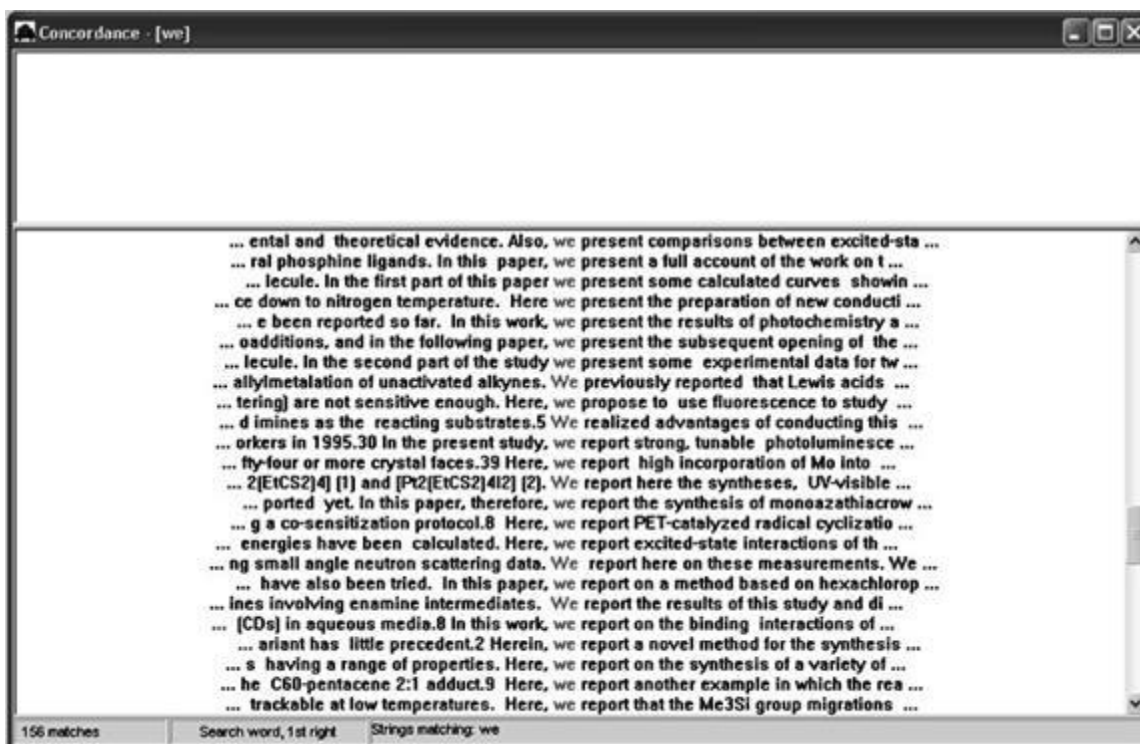 Concordance - [we]
... ental and theoretical evidence. Also, we present comparisons between excited-sta ...
... ral phosphine ligands. In this paper, we present a full account of the work on t ...
... lecule. In the first part of this paper we present some calculated curves showin ...
... ce down to nitrogen temperature. Here we present the preparation of new conducti ...
... e been reported so far. In this work, we present the results of photochemistry a ...
... oadditions, and in the following paper, we present the subsequent opening of the ...
... lecule. In the second part of the study we present some experimental data for tw ...
... allylmetalation of unactivated alkynes. We previously reported that Lewis acids ...
... tering) are not sensitive enough. Here, we propose to use fluorescence to study ...
... d imines as the reacting substrates.5 We realized advantages of conducting this ...
... orkers in 1995.30 In the present study, we report strong, tunable photoluminesce ...
... fty-four or more crystal faces.39 Here, we report high incorporation of Mo into ...
... 2[EtCS2)4] (1) and [Pt2(EtCS2)4I2] (2). We report here the syntheses, UV-visible ...
... ported yet. In this paper, therefore, we report the synthesis of monoazathiacrow ...
... g a co-sensitization protocol.8 Here, we report PET-catalyzed radical cyclizatio ...
... energies have been calculated. Here, we report excited-state interactions of th ...
... ng small angle neutron scattering data. We report here on these measurements. We ...
... have also been tried. In this paper, we report on a method based on hexachlorop ...
... ines involving enamine intermediates. We report the results of this study and di ...
... (CDs) in aqueous media.8 In this work, we report on the binding interactions of ...
... ariant has little precedent.2 Herein, we report a novel method for the synthesis ...
... s having a range of properties. Here, we report on the synthesis of a variety of ...
... he C60-pentacene 2:1 adduct.9 Here, we report another example in which the rea ...
... trackable at low temperatures. Here, we report that the Me3Si group migrations ...
156 matches Search word, 1st right Strings matching: we